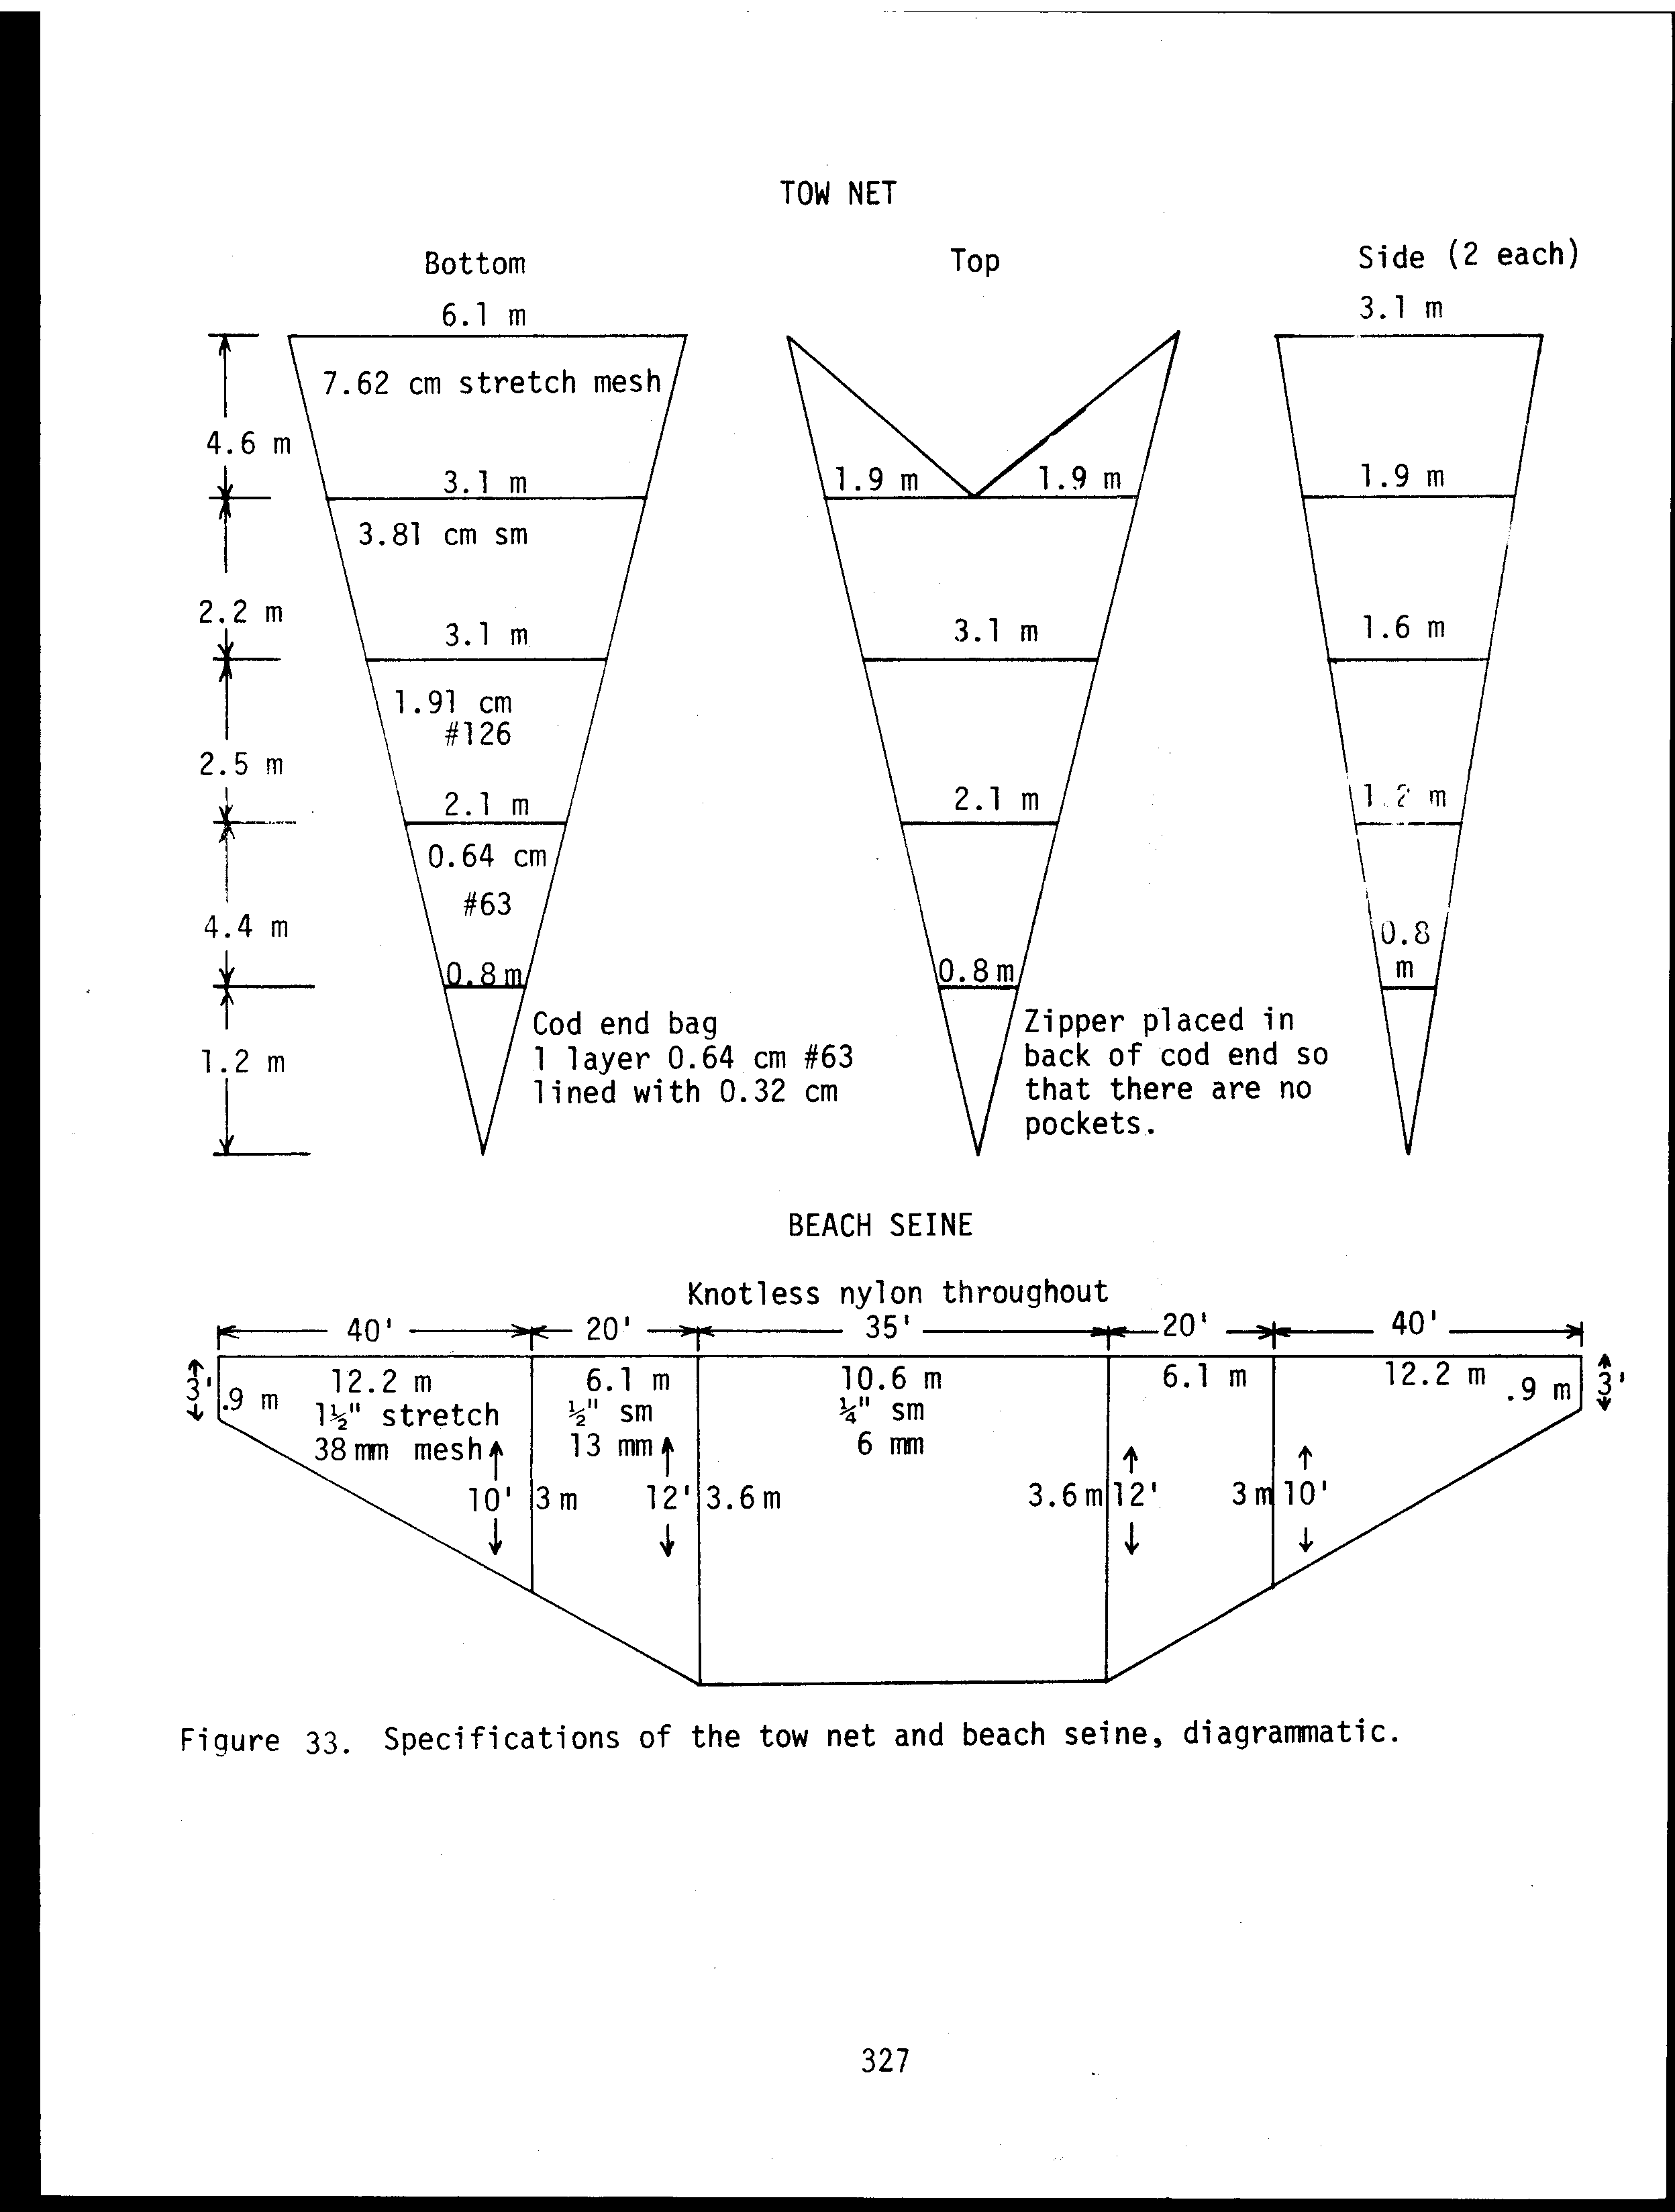 TOW NET
Bottom
Top
Side (2 each)
6.1 m
3.1 m
7.62 cm stretch mesh
4.6 m
3.1 m
1.9 m
1.9 m
1.9 m
3.81 cm sm
2.2 m
3.1 m
3.1 m
1.6 m
1.91 cm
#126
2.5 m
2.1 m
2.1 m
1.2 m
0.64 cm
#63
4.4 m
0.8 m
0.8 m
0.8
m
1.2 m
Cod end bag
1 layer 0.64 cm #63
lined with 0.32 cm
Zipper placed in
back of cod end so
that there are no
pockets.
BEACH SEINE
Knotless nylon throughout
40' 20' 35' 20' 40'
3' .9 m 12.2 m 6.1 m 10.6 m 6.1 m 12.2 m .9 m 3'
1½" stretch ½" sm ¼" sm
38 mm mesh 13 mm 6 mm
10' 3 m 12' 3.6 m 3.6 m 12' 3 m 10'
Figure 33. Specifications of the tow net and beach seine, diagrammatic.
327